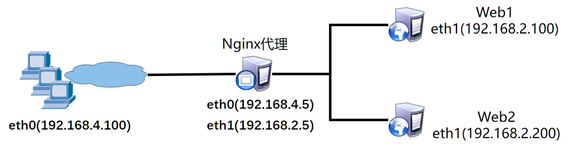 Web1
eth1(192.168.2.100)
Nginx代理
eth0(192.168.4.5)
eth1(192.168.2.5)
eth0(192.168.4.100)
Web2
eth1(192.168.2.200)